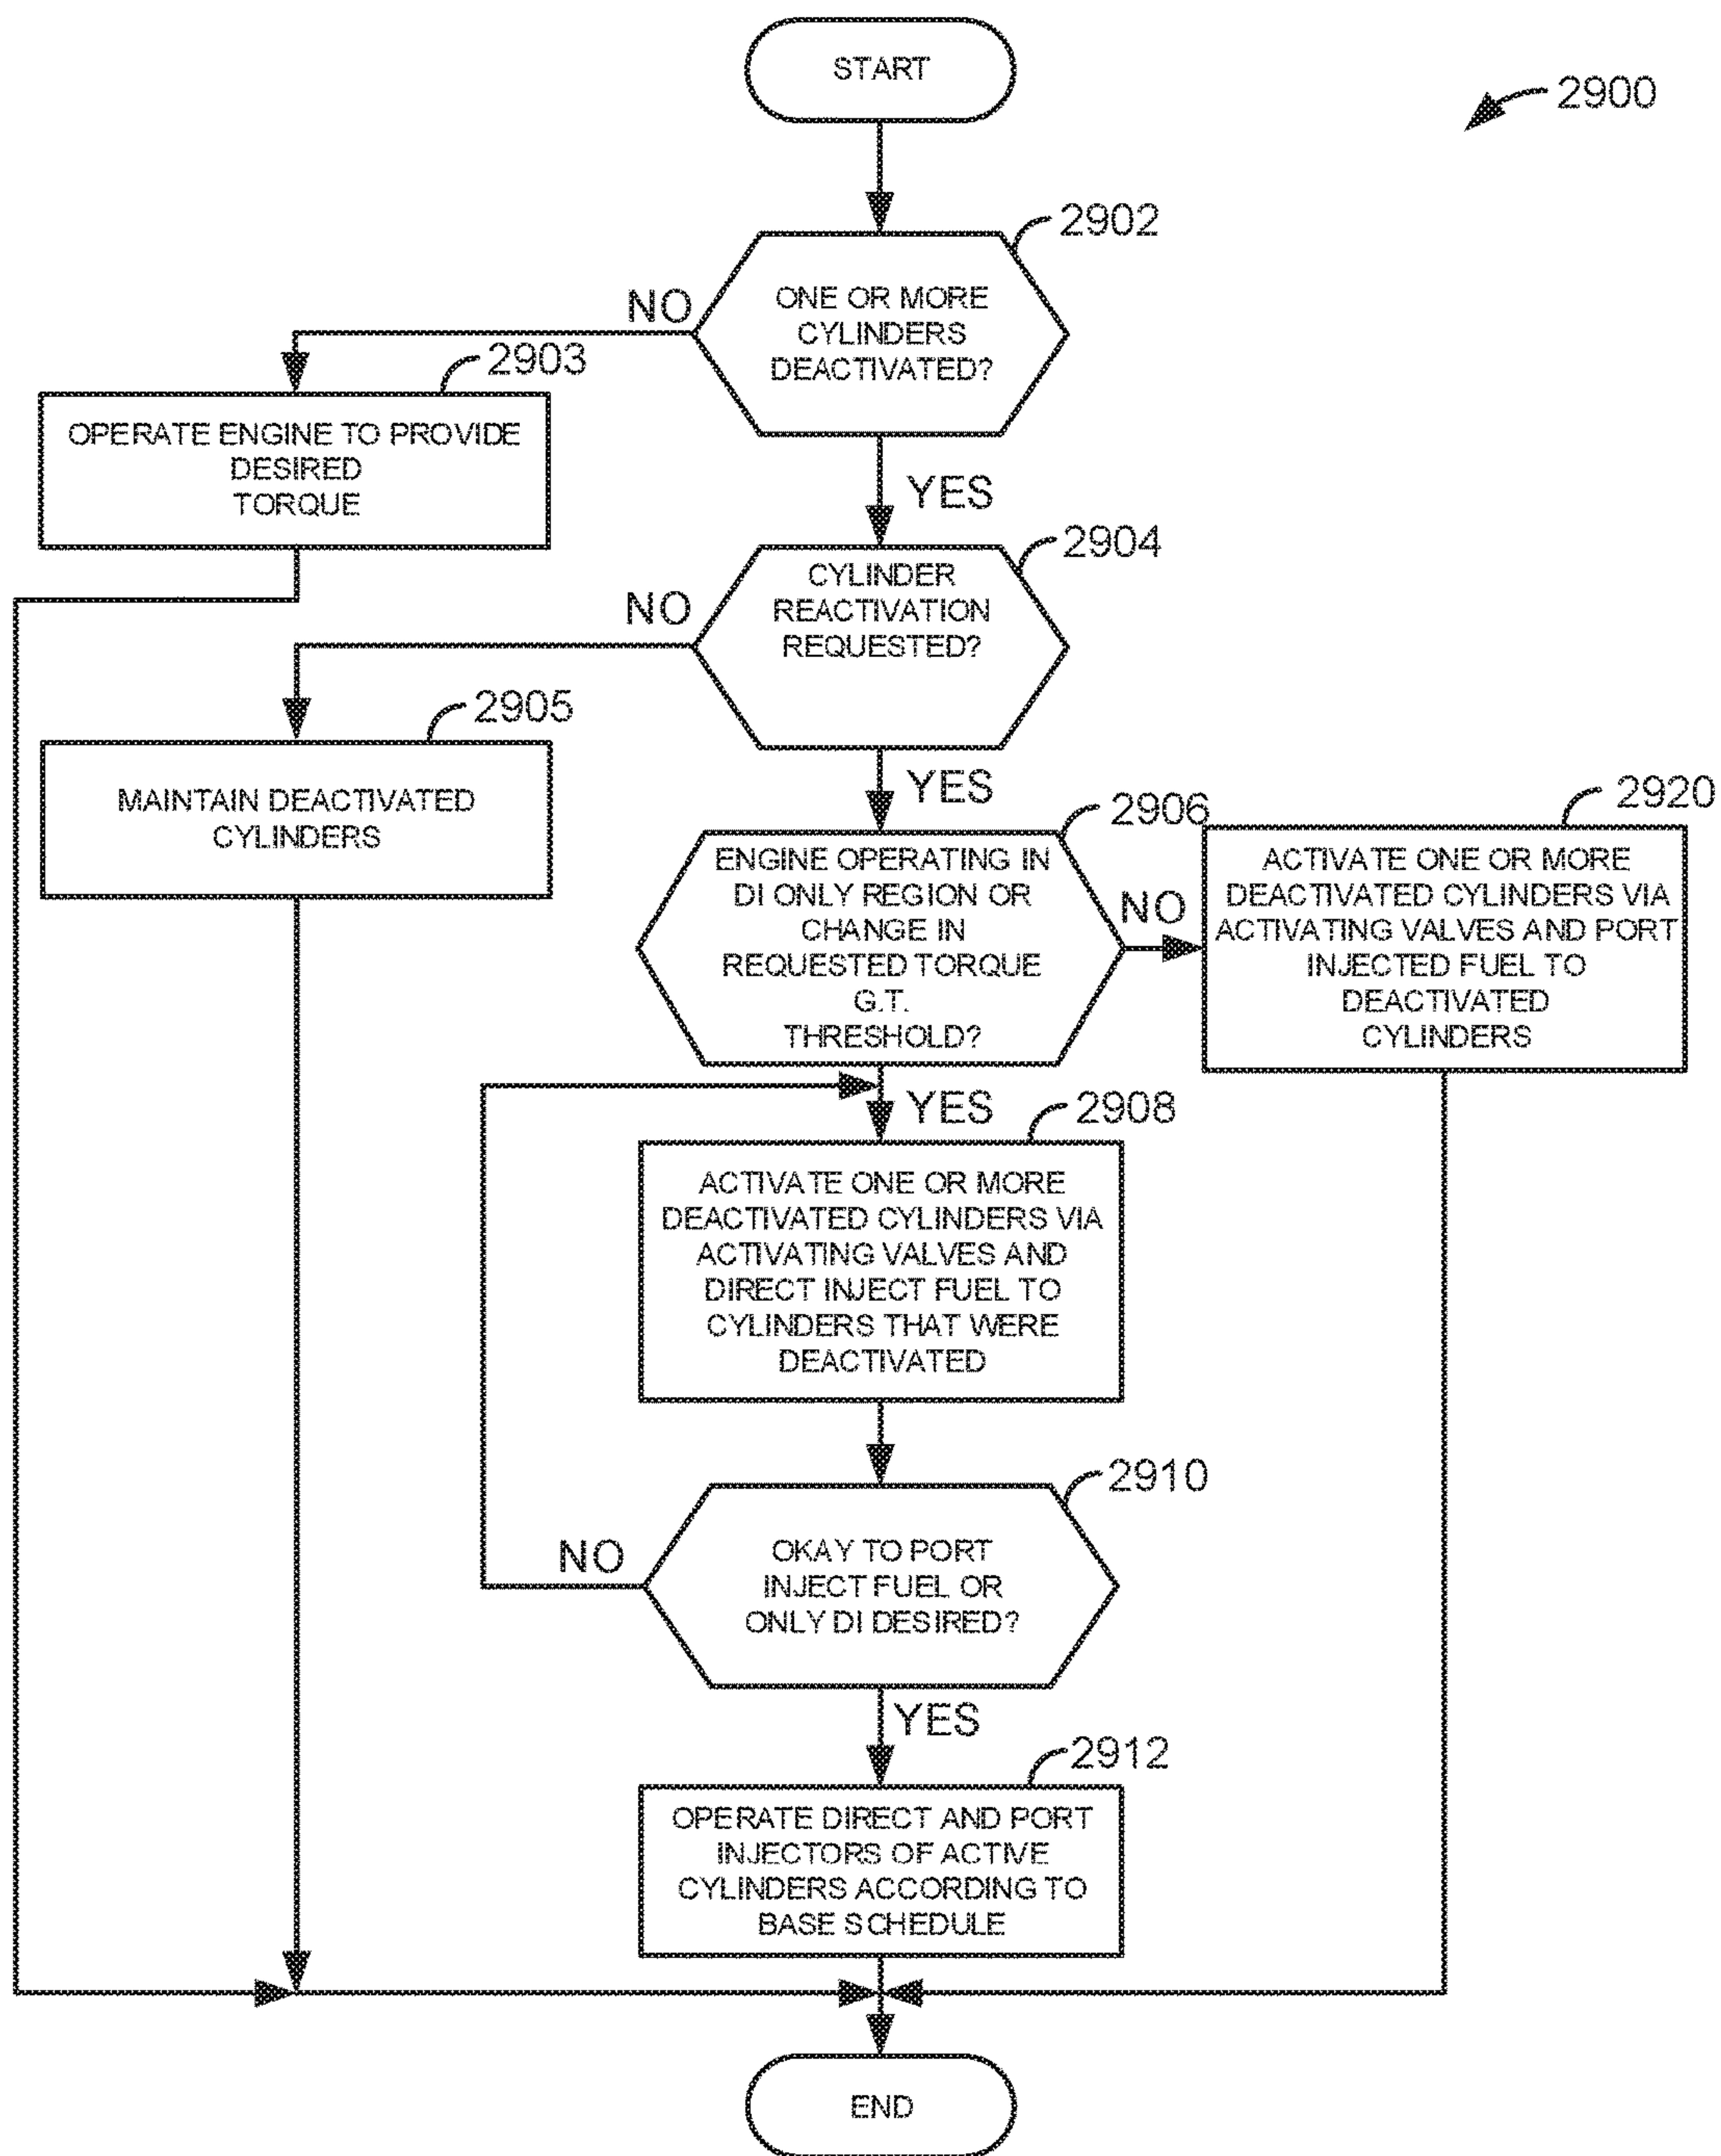 START
2900
2902
ONE OR MORE
CYLINDERS
DEACTIVATED?
NO
2903
OPERATE ENGINE TO PROVIDE
DESIRED
TORQUE
YES
2904
CYLINDER
REACTIVATION
REQUESTED?
NO
2905
MAINTAIN DEACTIVATED
CYLINDERS
YES
2906
ENGINE OPERATING IN
DI ONLY REGION OR
CHANGE IN
REQUESTED TORQUE
G.T.
THRESHOLD?
NO
2920
ACTIVATE ONE OR MORE
DEACTIVATED CYLINDERS VIA
ACTIVATING VALVES AND PORT
INJECTED FUEL TO
DEACTIVATED
CYLINDERS
YES
2908
ACTIVATE ONE OR MORE
DEACTIVATED CYLINDERS VIA
ACTIVATING VALVES AND
DIRECT INJECT FUEL TO
CYLINDERS THAT WERE
DEACTIVATED
2910
OKAY TO PORT
INJECT FUEL OR
ONLY DI DESIRED?
NO
YES
2912
OPERATE DIRECT AND PORT
INJECTORS OF ACTIVE
CYLINDERS ACCORDING TO
BASE SCHEDULE
END